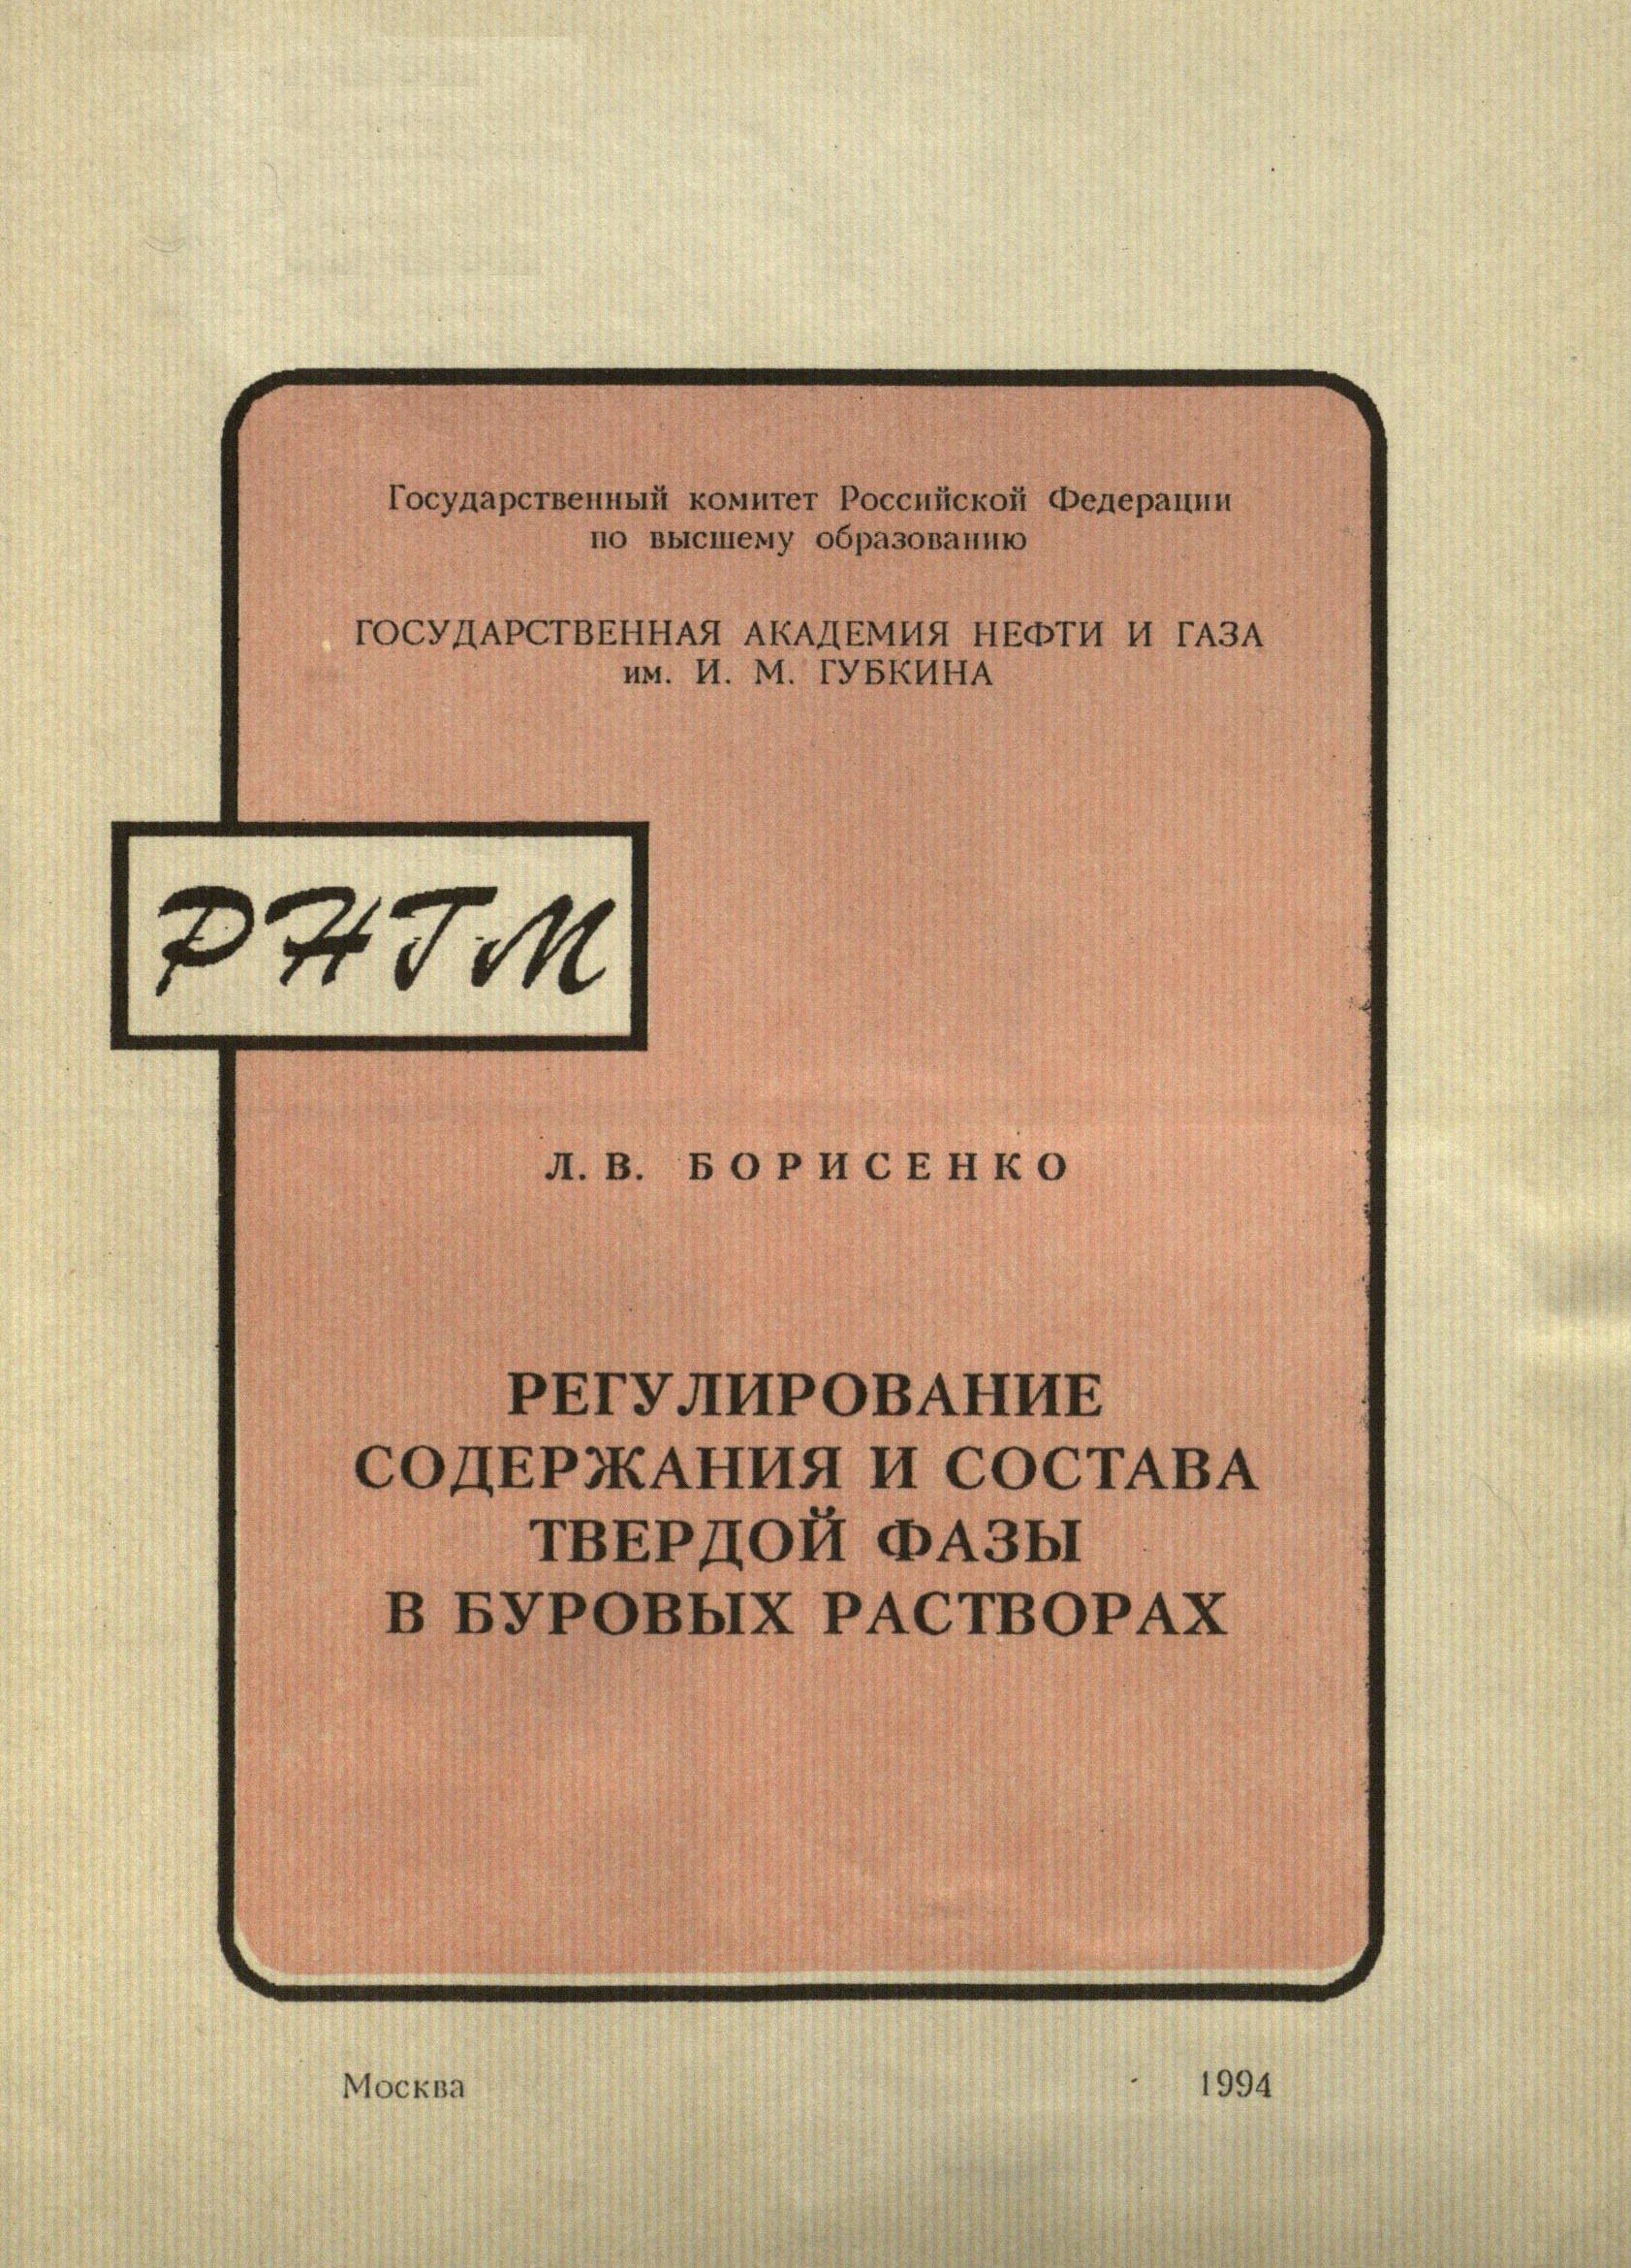 Государственный комитет Российской Федерации
по высшему образованию
ГОСУДАРСТВЕННАЯ АКАДЕМИЯ НЕФТИ И ГАЗА
им. И. М. ГУБКИНА
РНТМ
Л. В. БОРИСЕНКО
РЕГУЛИРОВАНИЕ
СОДЕРЖАНИЯ И СОСТАВА
ТВЕРДОЙ ФАЗЫ
В БУРОВЫХ РАСТВОРАХ
Москва 1994